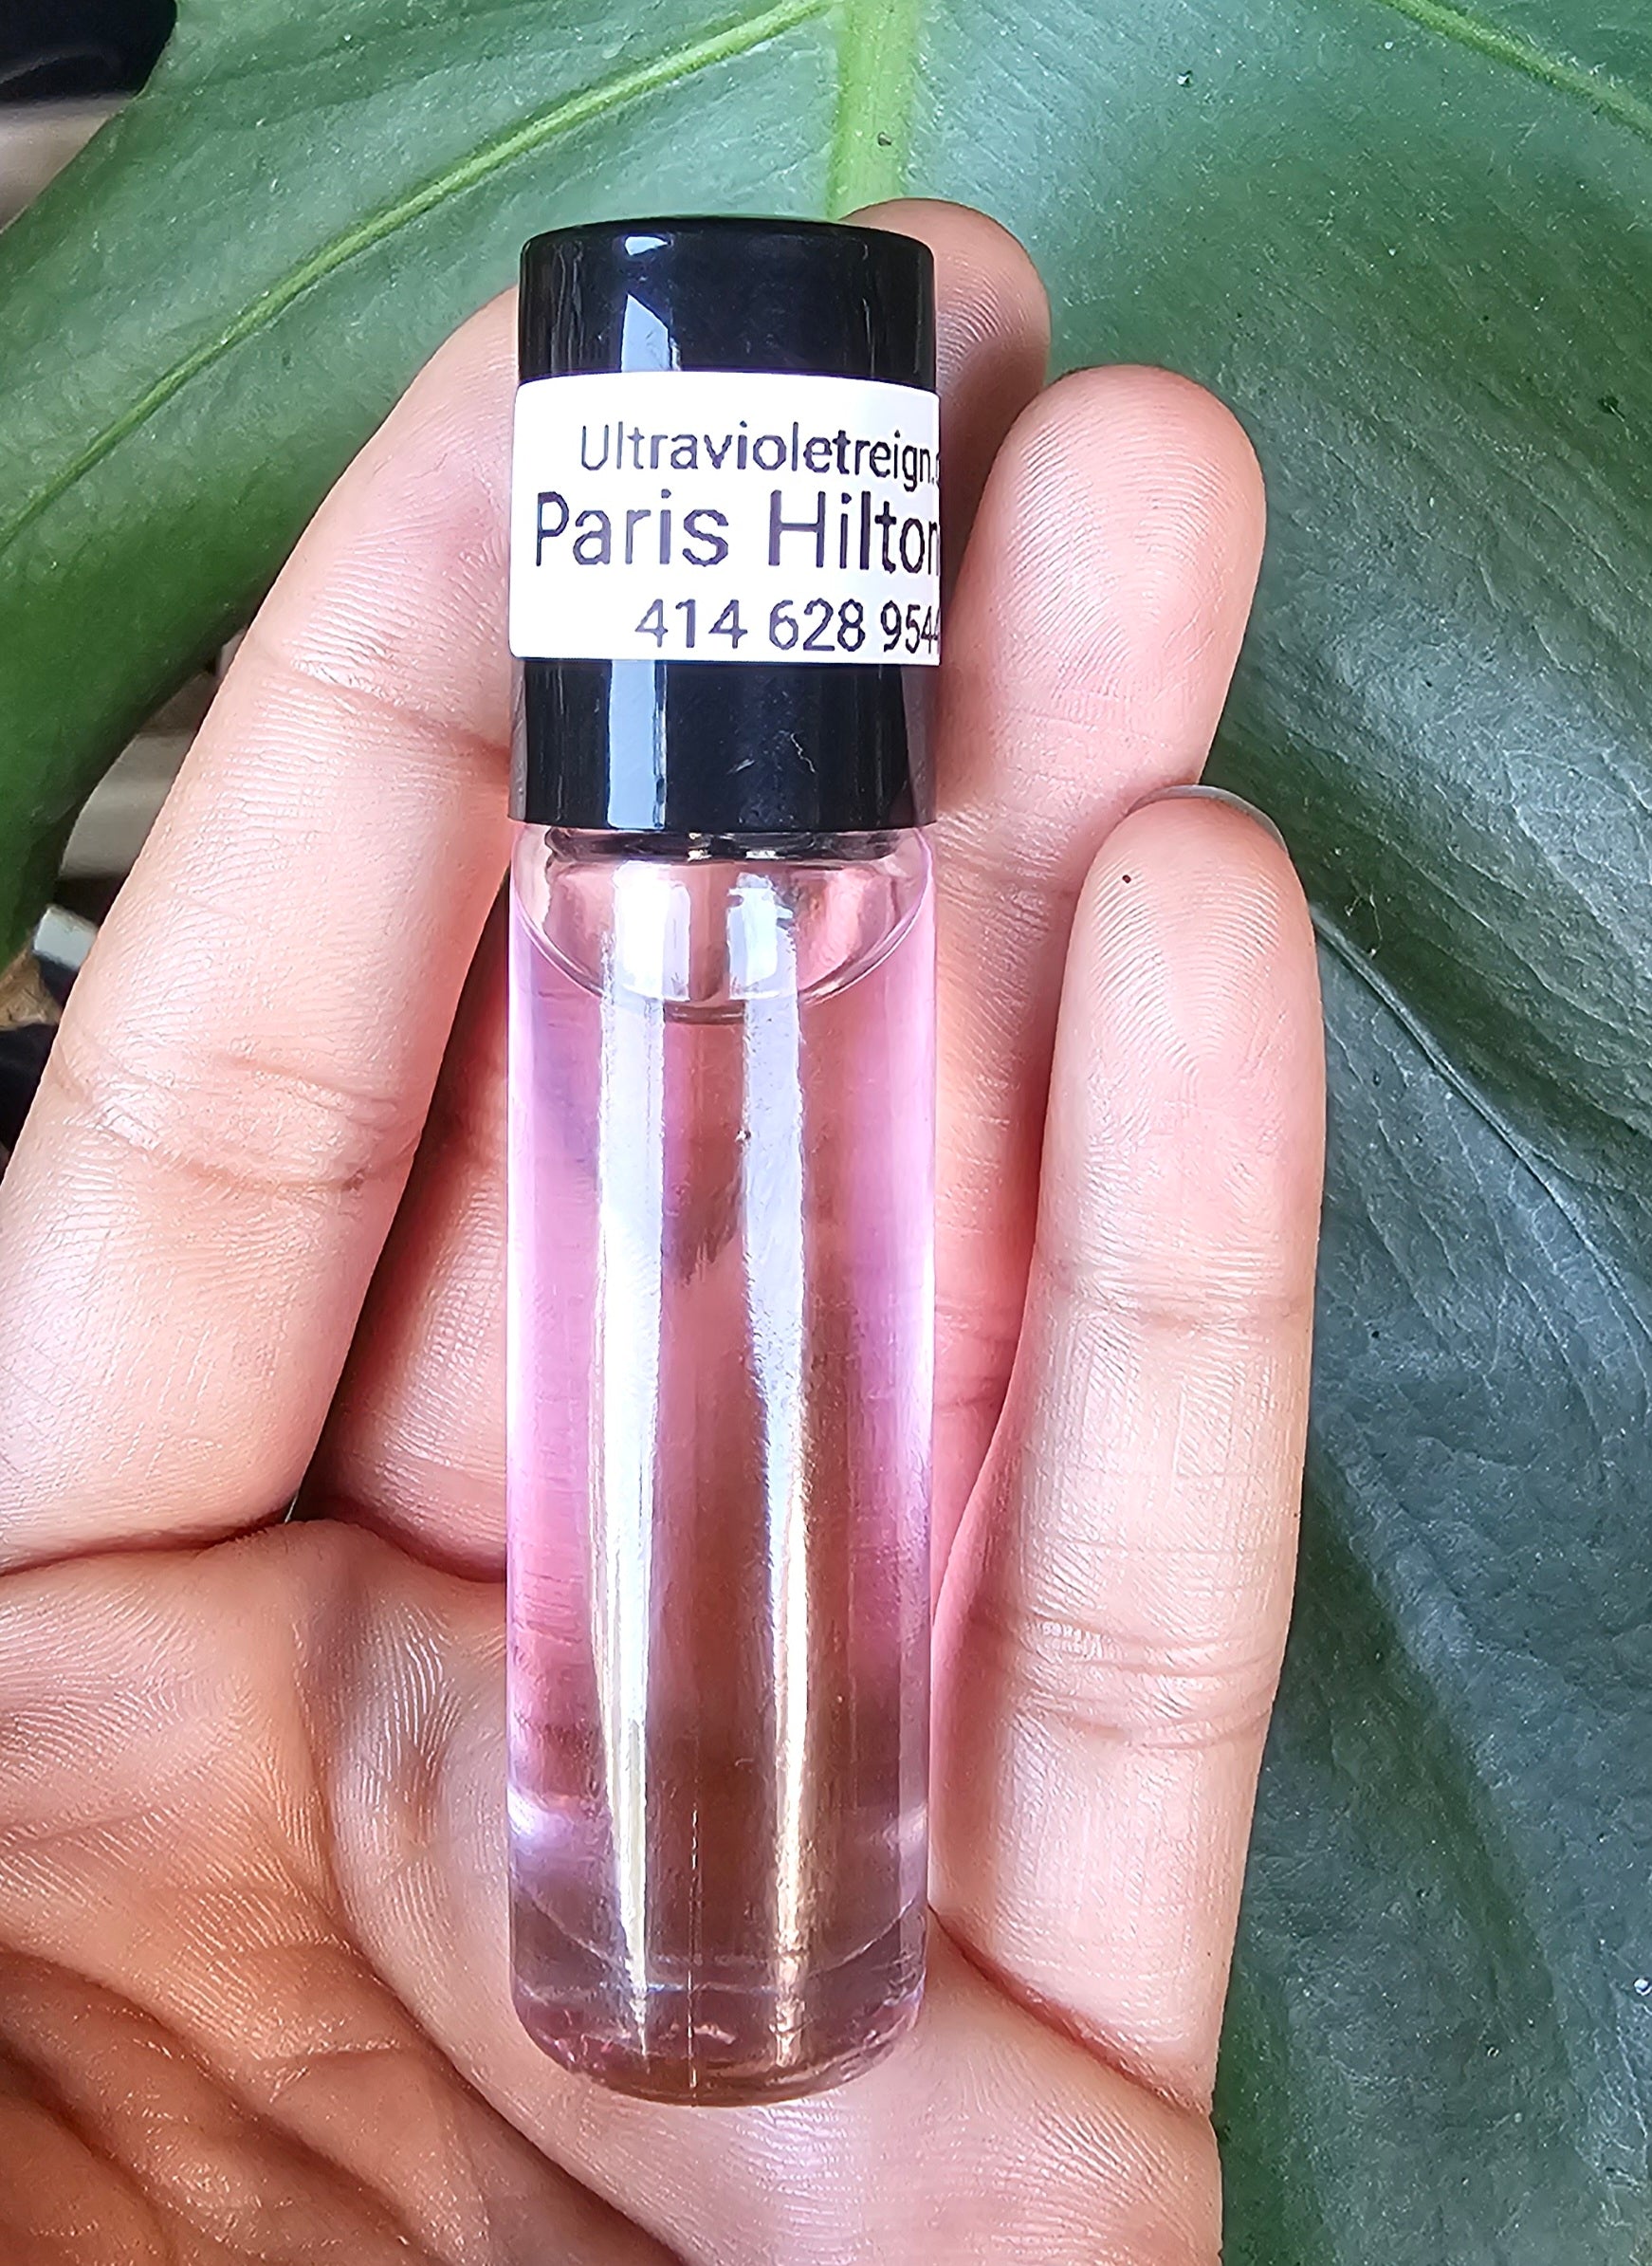 Ultravioletreign.
Paris Hilton
414 628 954